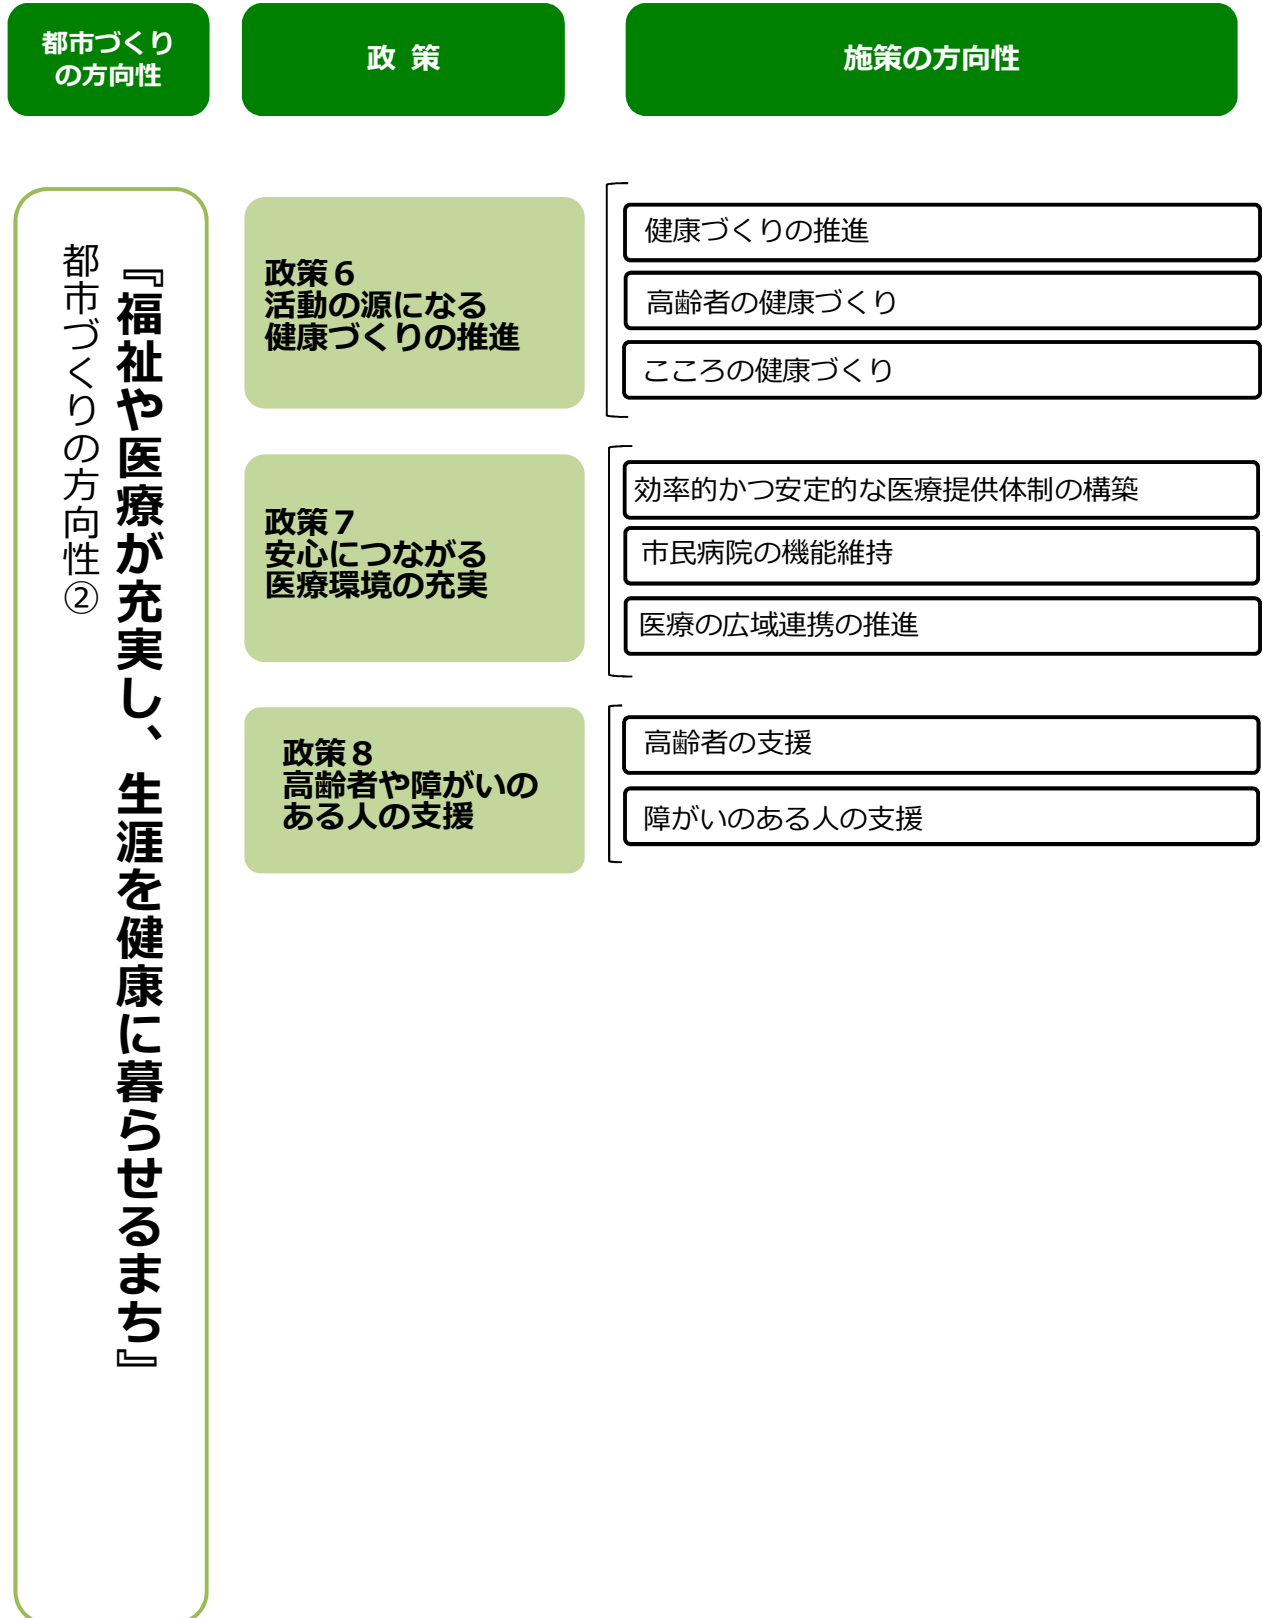 都市づくり
の方向性
政 策
施策の方向性
『福祉や医療が充実し、生涯を健康に暮らせるまち』
都市づくりの方向性②
政策６
活動の源になる
健康づくりの推進
健康づくりの推進
高齢者の健康づくり
こころの健康づくり
政策７
安心につながる
医療環境の充実
効率的かつ安定的な医療提供体制の構築
市民病院の機能維持
医療の広域連携の推進
政策８
高齢者や障がいの
ある人の支援
高齢者の支援
障がいのある人の支援